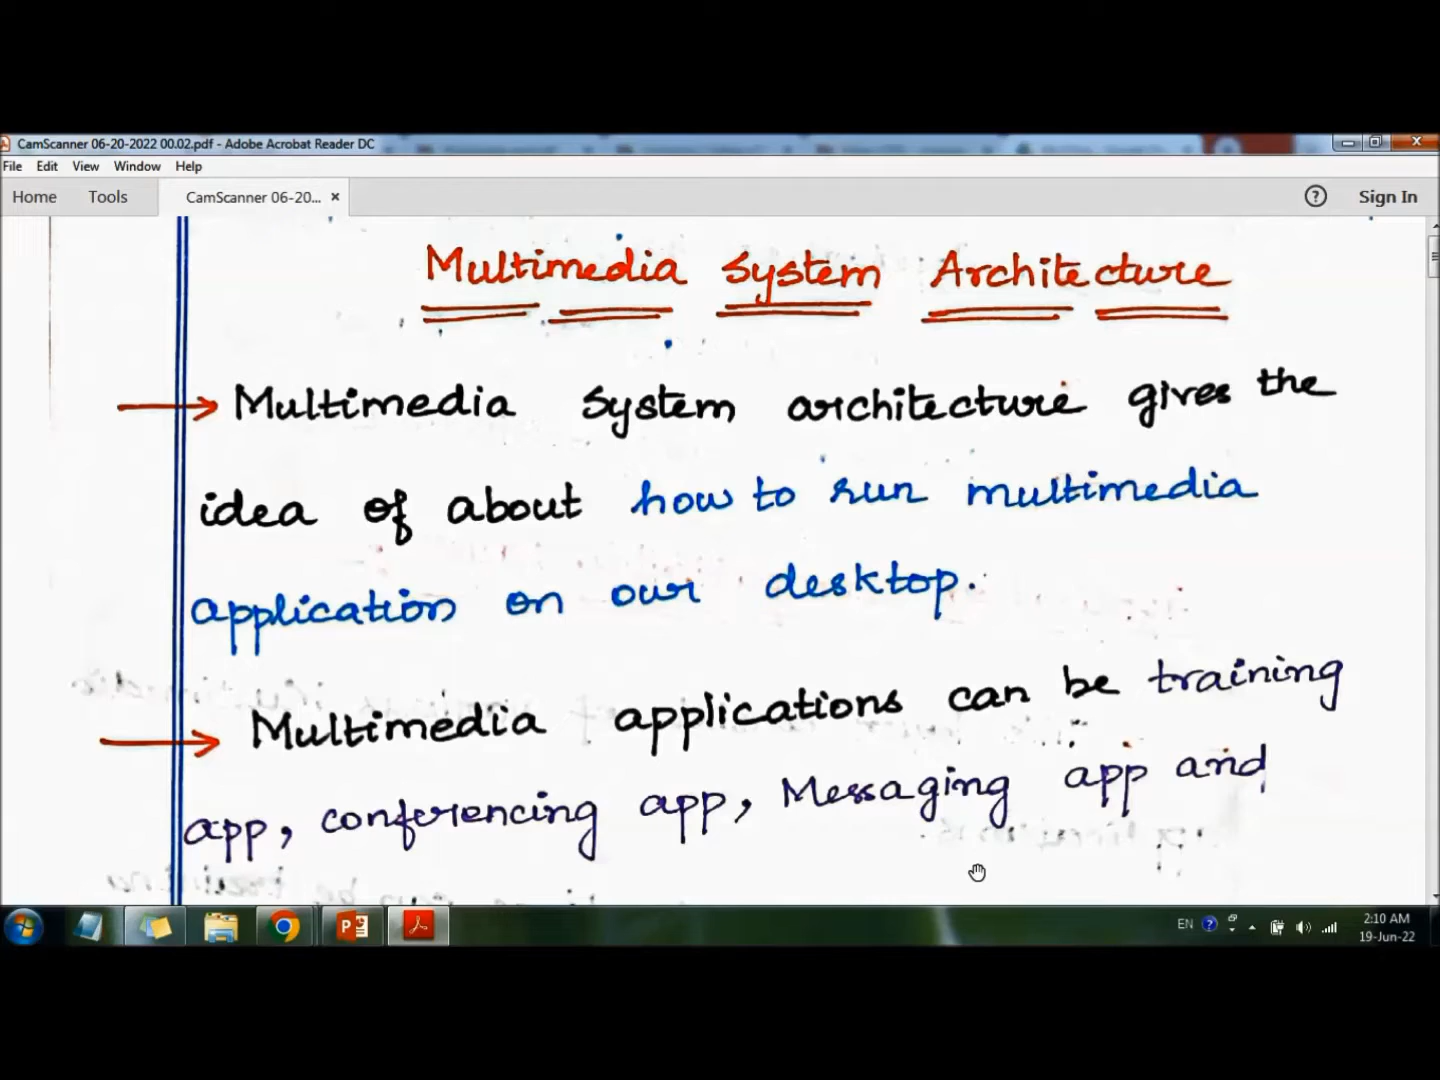 CamScanner 06-20-2022 00.02.pdf - Adobe Acrobat Reader DC
File Edit View Window Help
Home Tools CamScanner 06-20... × ? Sign In
Multimedia System Architecture
→ Multimedia system architecture gives the
idea of about how to run multimedia
application on our desktop.
→ Multimedia applications can be training
app, conferencing app, Messaging app and
EN 2:10 AM
19-Jun-22